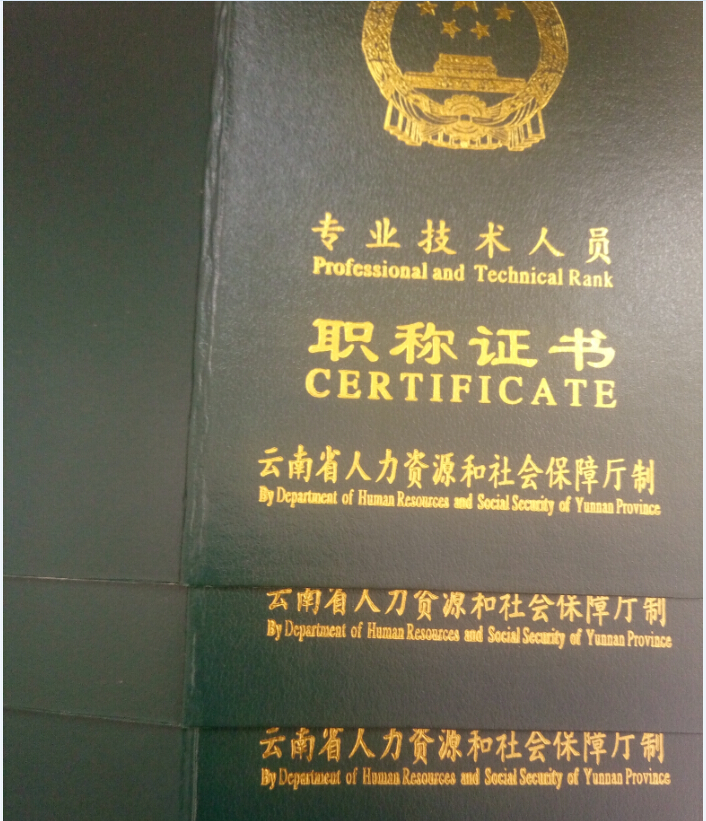 专业技术人员
Professional and Technical Rank
职称证书
CERTIFICATE
云南省人力资源和社会保障厅制
By Department of Human Resources and Social Security of Yunnan Province
云南省人力资源和社会保障厅制
By Department of Human Resources and Social Security of Yunnan Province
云南省人力资源和社会保障厅制
By Department of Human Resources and Social Security of Yunnan Province